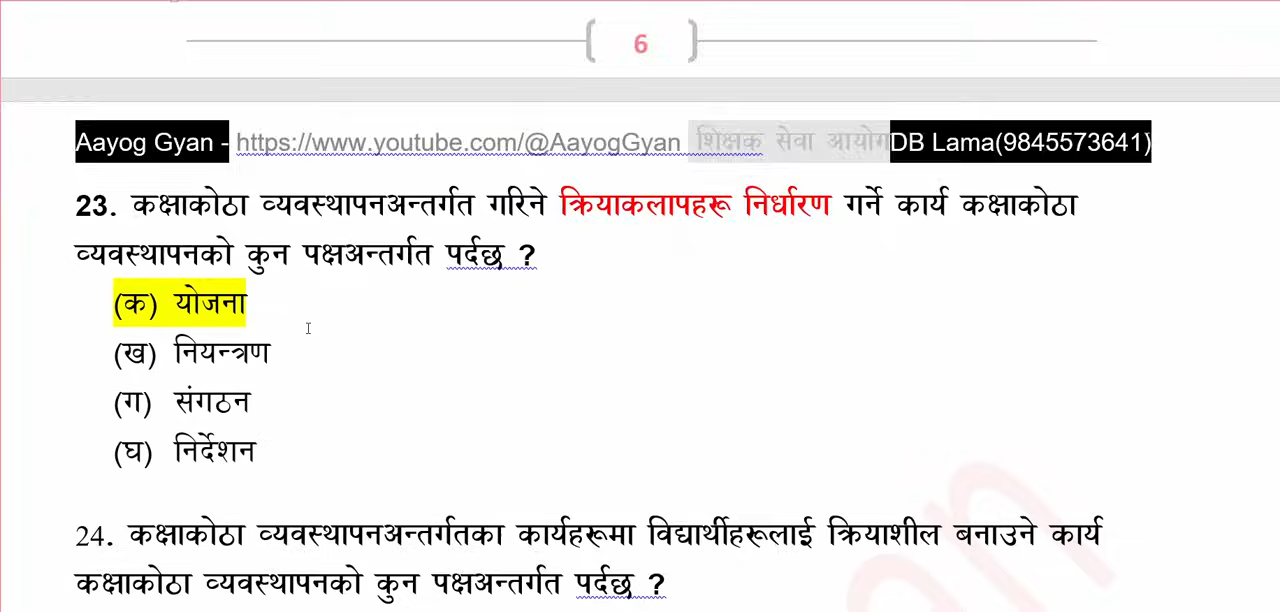 6
Aayog Gyan - https://www.youtube.com/@AayogGyan शिक्षक सेवा आयोग DB Lama(9845573641)
23. कक्षाकोठा व्यवस्थापनअन्तर्गत गरिने क्रियाकलापहरू निर्धारण गर्ने कार्य कक्षाकोठा
व्यवस्थापनको कुन पक्षअन्तर्गत पर्दछ ?
(क) योजना
(ख) नियन्त्रण
(ग) संगठन
(घ) निर्देशन
24. कक्षाकोठा व्यवस्थापनअन्तर्गतका कार्यहरूमा विद्यार्थीहरूलाई क्रियाशील बनाउने कार्य
कक्षाकोठा व्यवस्थापनको कुन पक्षअन्तर्गत पर्दछ ?